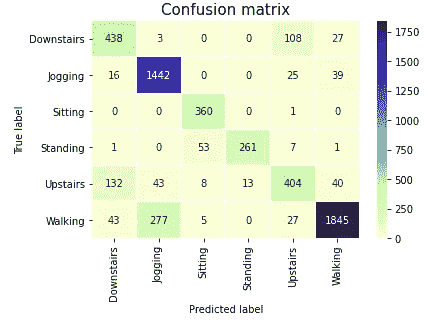 Confusion matrix
Downstairs 438 3 0 0 108 27
Jogging 16 1442 0 0 25 39
Sitting 0 0 360 0 1 0
Standing 1 0 53 261 7 1
Upstairs 132 43 8 13 404 40
Walking 43 277 5 0 27 1845
True label
Downstairs Jogging Sitting Standing Upstairs Walking
Predicted label
1750
1500
1250
1000
750
500
250
0